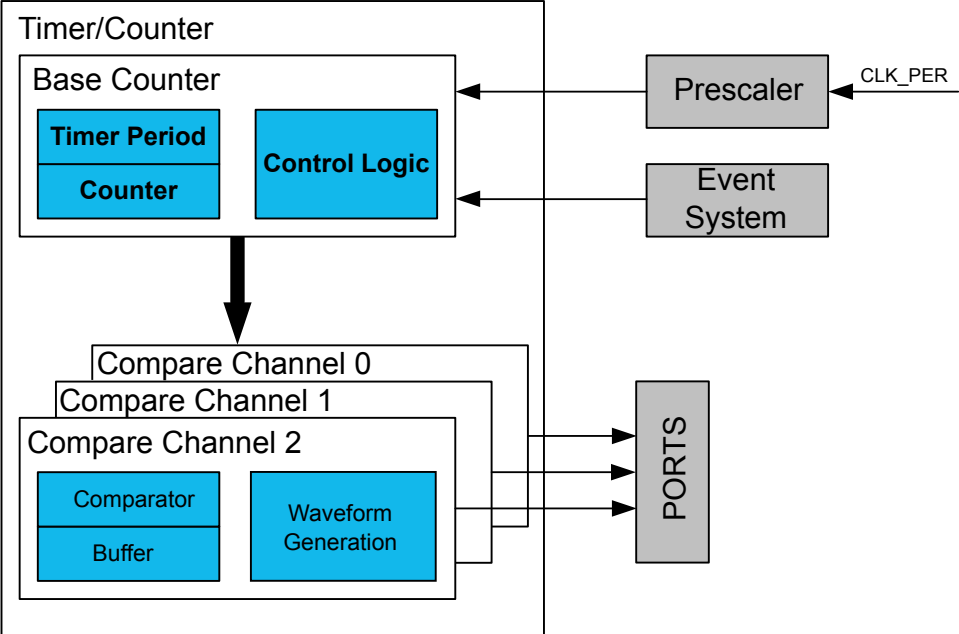 Timer/Counter
Base Counter
Timer Period
Counter
Control Logic
Prescaler
CLK_PER
Event
System
Compare Channel 0
Compare Channel 1
Compare Channel 2
Comparator
Buffer
Waveform
Generation
PORTS